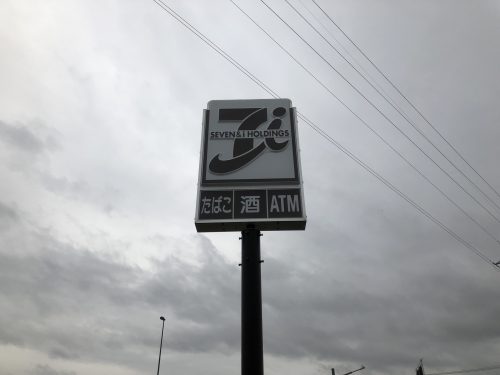 7i
SEVEN & i HOLDINGS
たばこ 酒 ATM